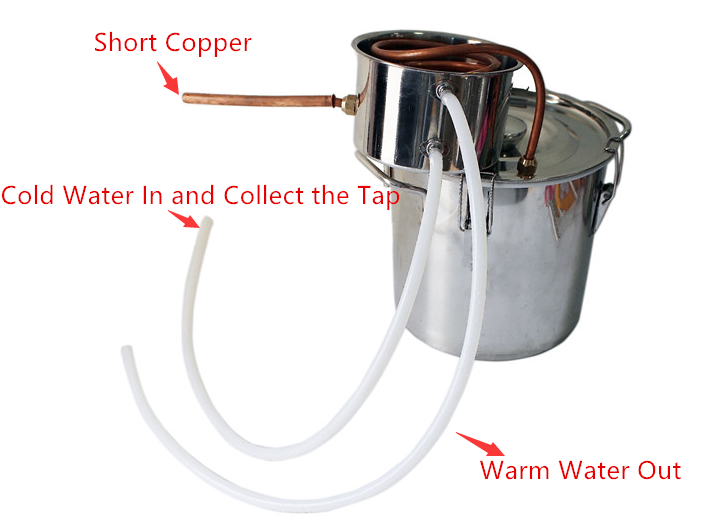 Short Copper
Cold Water In and Collect the Tap
Warm Water Out